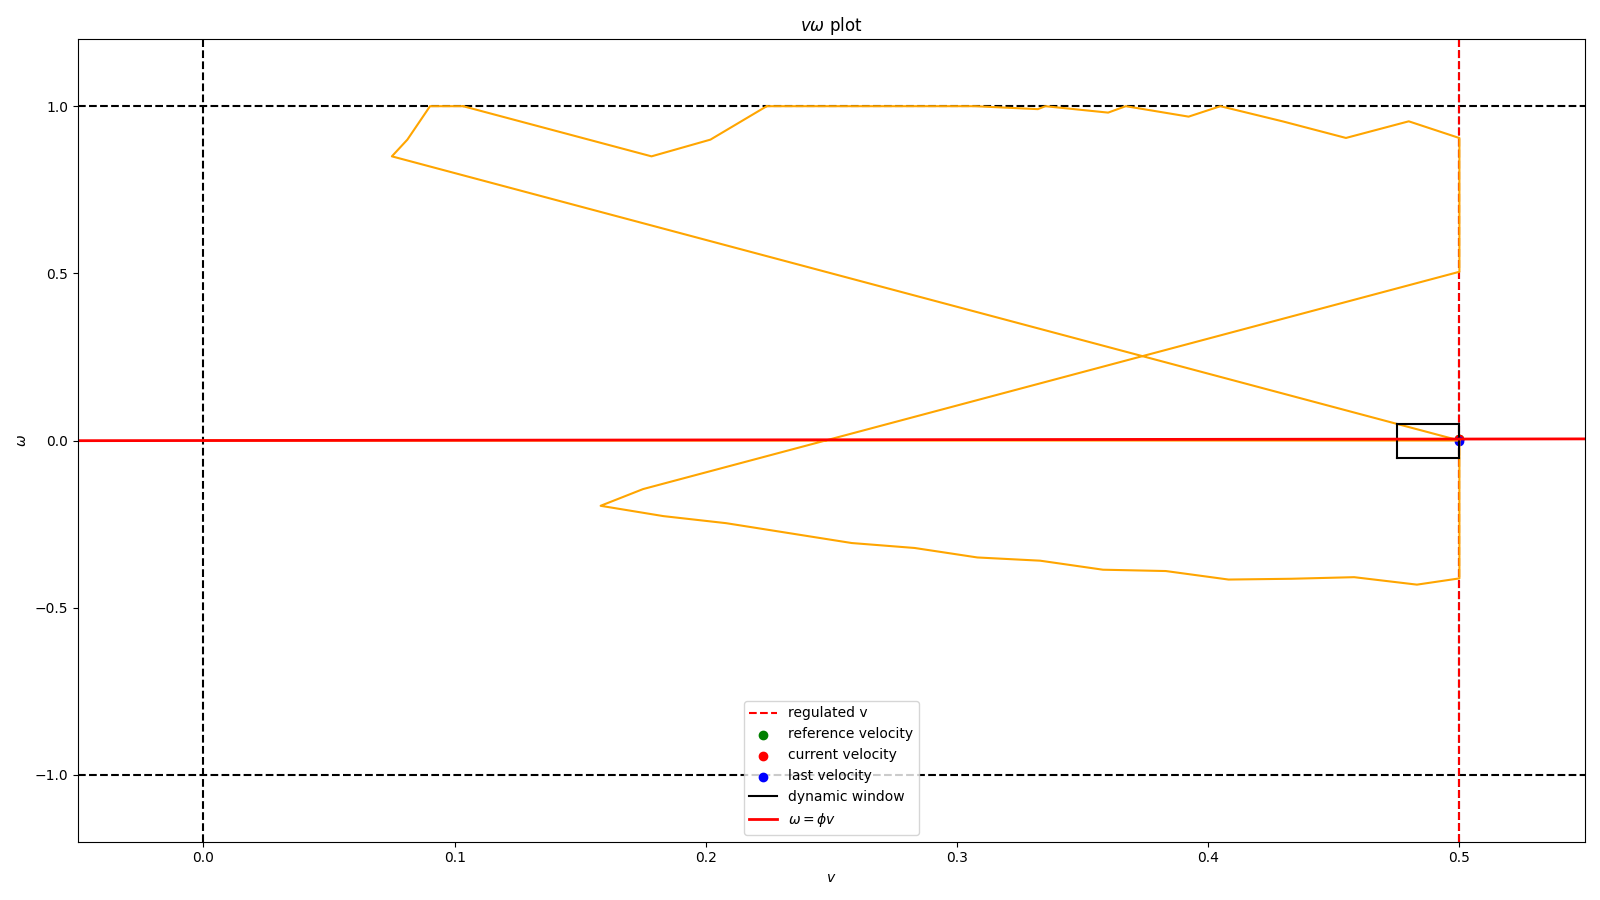 vω plot
1.0
0.5
0.0
−0.5
−1.0
ω
regulated v
reference velocity
current velocity
last velocity
dynamic window
ω = ϕv
0.0 0.1 0.2 0.3 0.4 0.5
v